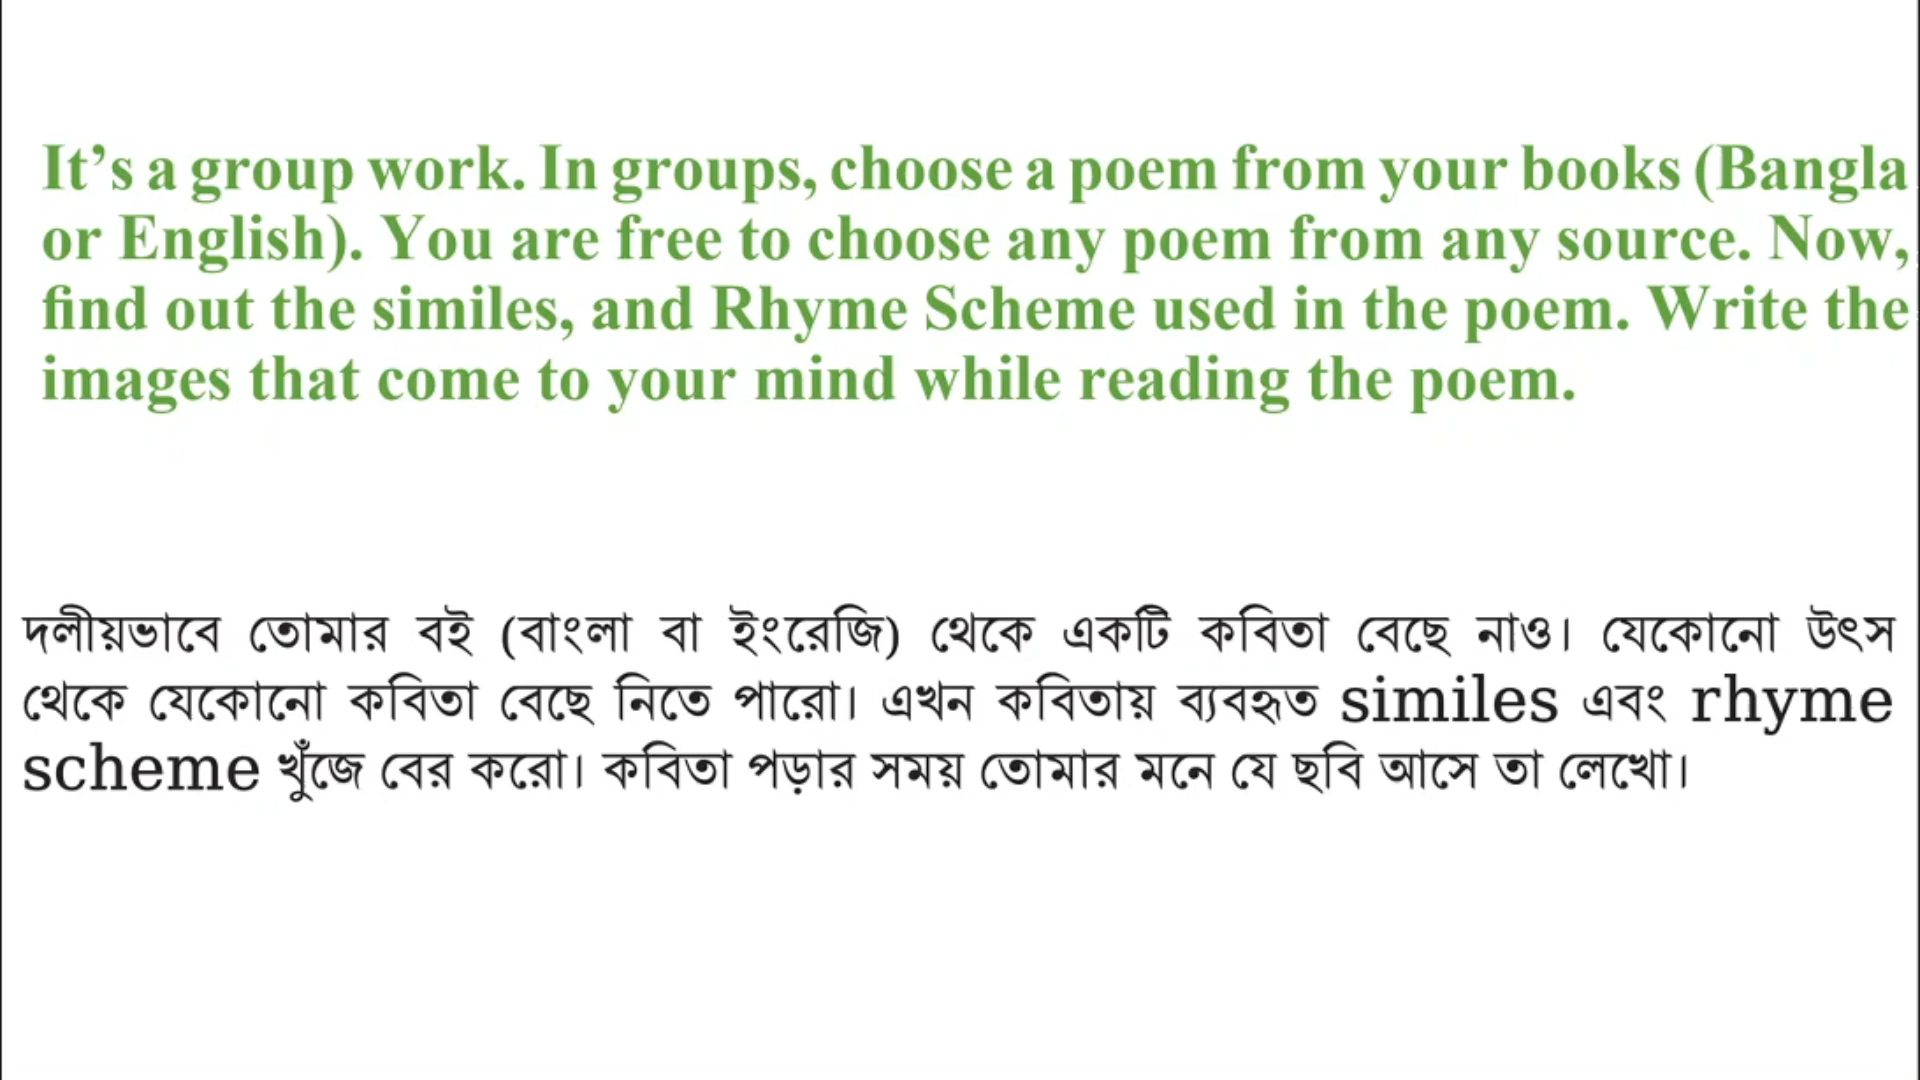 It’s a group work. In groups, choose a poem from your books (Bangla
or English). You are free to choose any poem from any source. Now,
find out the similes, and Rhyme Scheme used in the poem. Write the
images that come to your mind while reading the poem.
দলীয়ভাবে তোমার বই (বাংলা বা ইংরেজি) থেকে একটি কবিতা বেছে নাও। যেকোনো উৎস
থেকে যেকোনো কবিতা বেছে নিতে পারো। এখন কবিতায় ব্যবহৃত similes এবং rhyme
scheme খুঁজে বের করো। কবিতা পড়ার সময় তোমার মনে যে ছবি আসে তা লেখো।